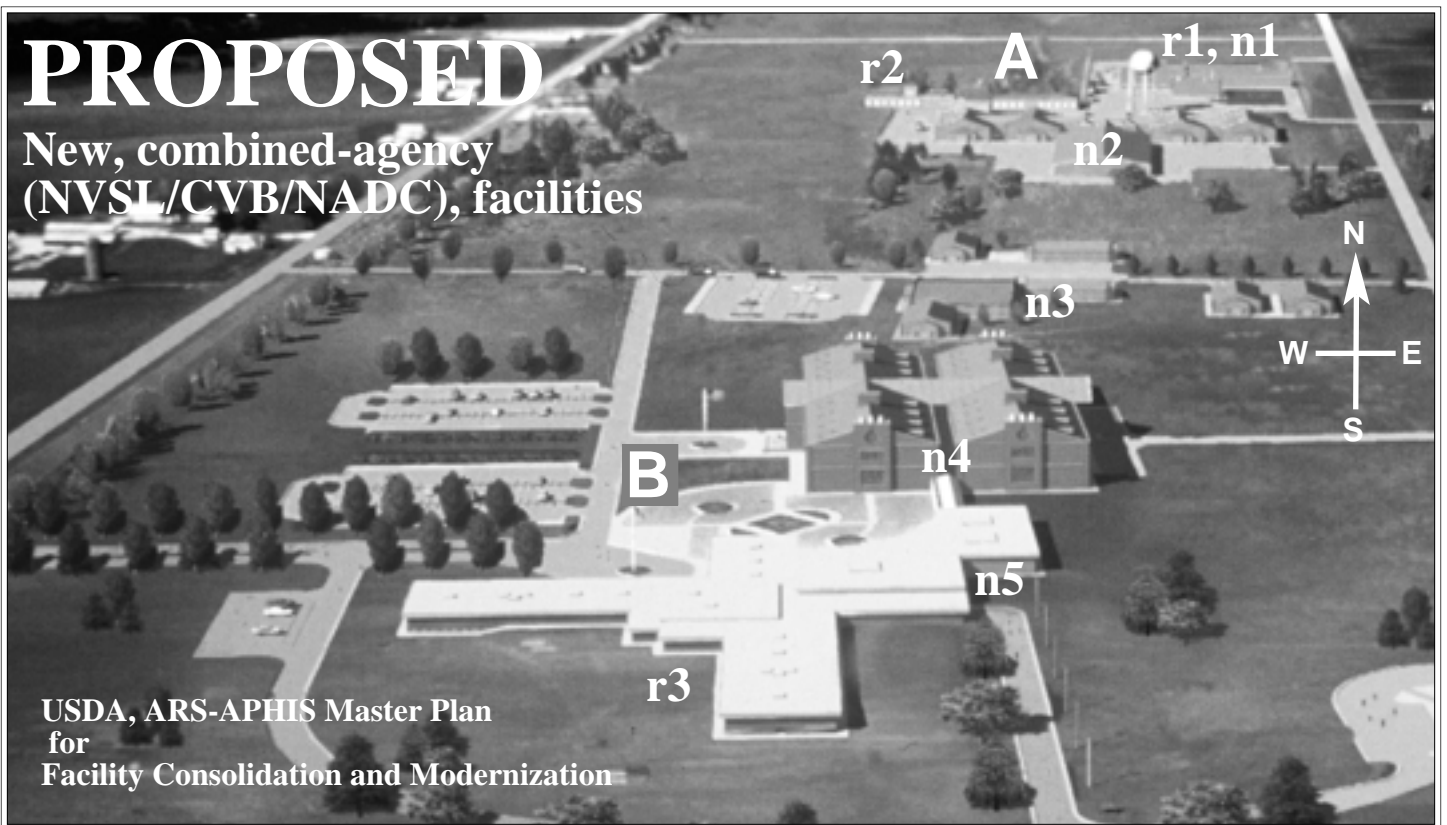 PROPOSED
New, combined-agency
(NVSL/CVB/NADC), facilities
r2
A
r1, n1
n2
N
W
E
S
n3
n4
B
n5
r3
USDA, ARS-APHIS Master Plan
for
Facility Consolidation and Modernization